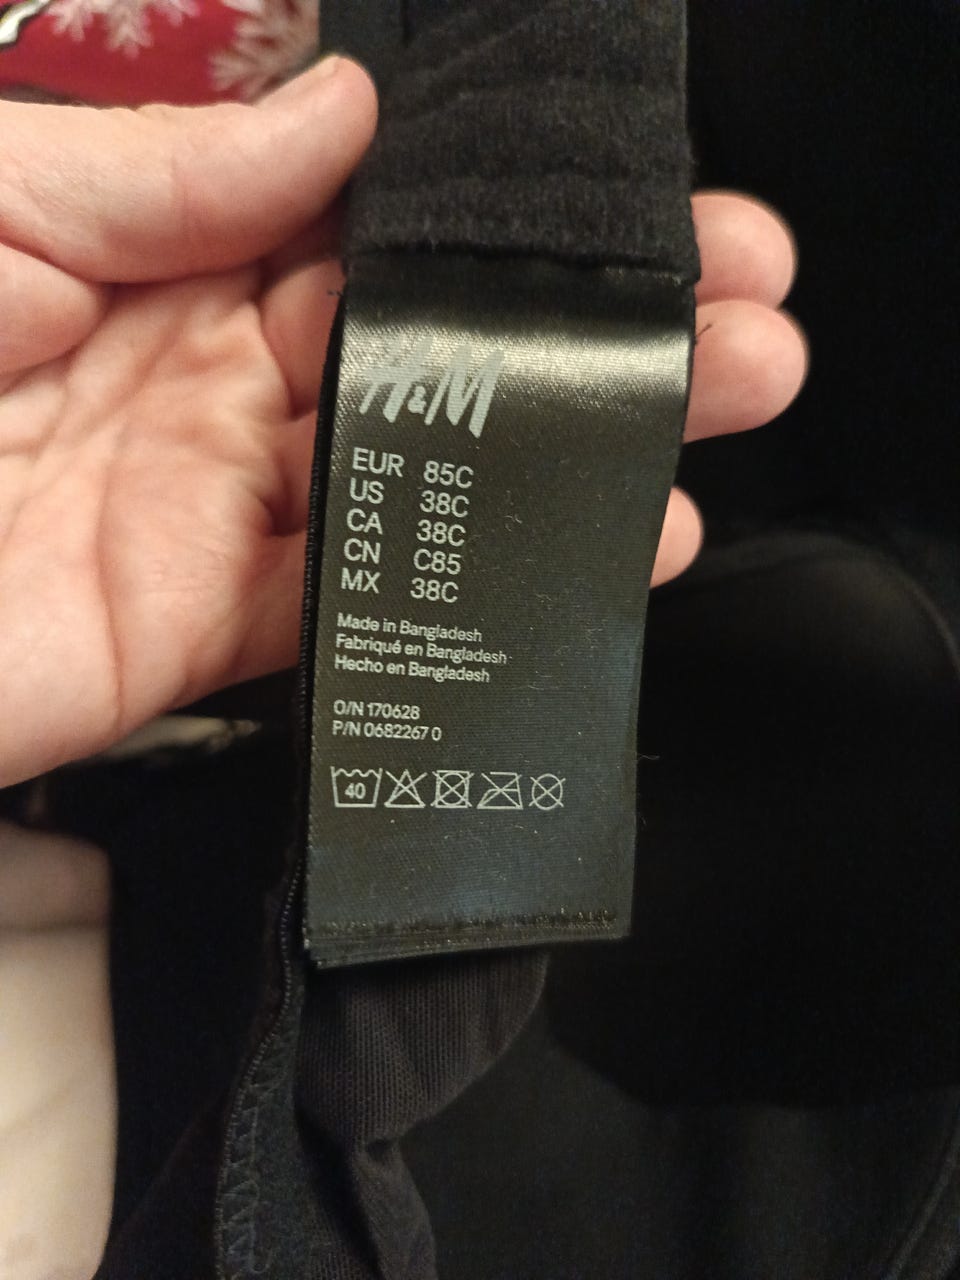 H&M
EUR 85C
US 38C
CA 38C
CN C85
MX 38C
Made in Bangladesh
Fabriqué en Bangladesh
Hecho en Bangladesh
O/N 170628
P/N 0682267 0
40